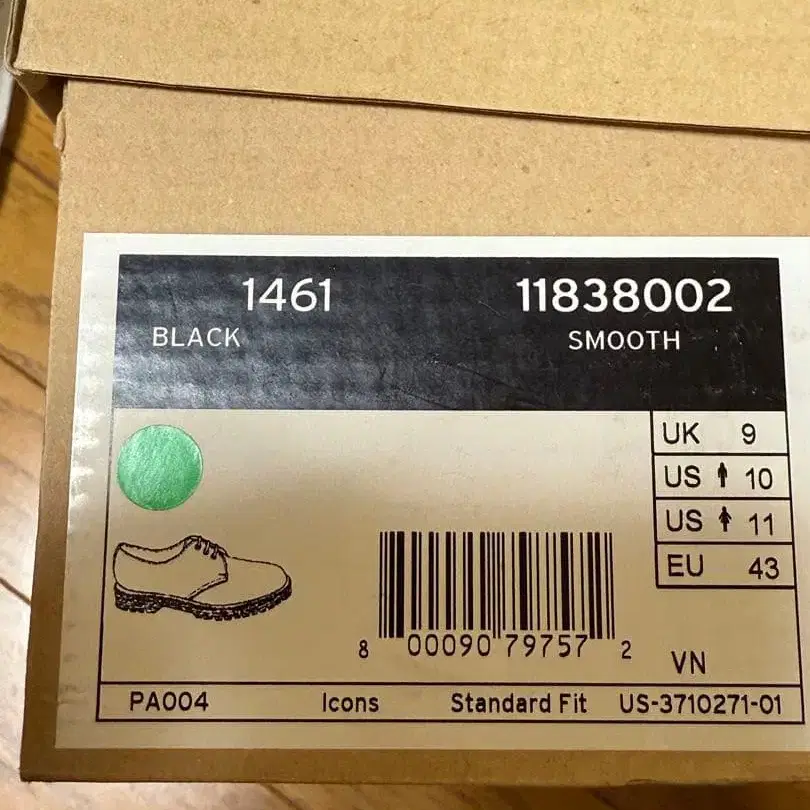 1461 11838002
BLACK SMOOTH
UK 9
US 10
US 11
EU 43
8 00090 79757 2
VN
PA004 Icons Standard Fit US-3710271-01